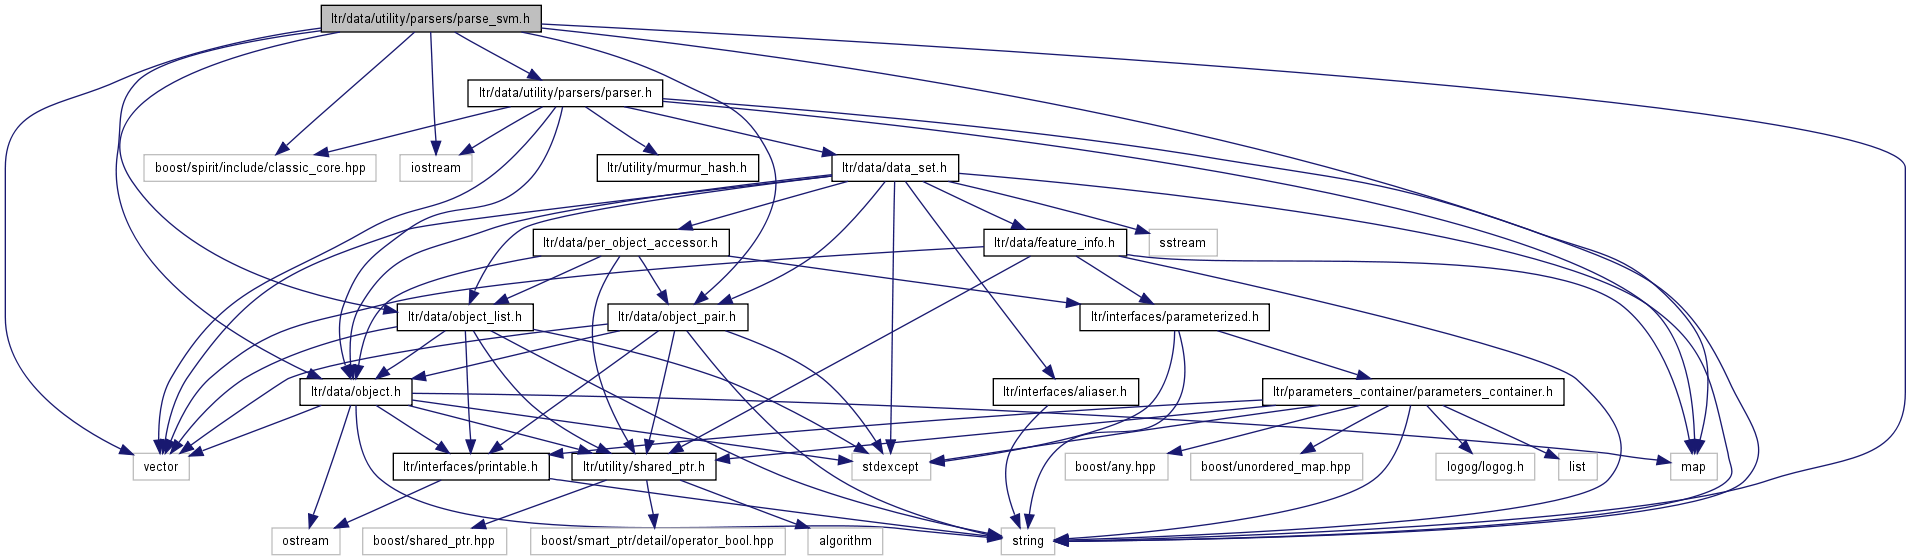 ltr/data/utility/parsers/parse_svm.h
ltr/data/utility/parsers/parser.h
boost/spirit/include/classic_core.hpp
iostream
ltr/utility/murmur_hash.h
ltr/data/data_set.h
ltr/data/per_object_accessor.h
ltr/data/feature_info.h
sstream
ltr/data/object_list.h
ltr/data/object_pair.h
ltr/interfaces/parameterized.h
ltr/data/object.h
ltr/interfaces/aliaser.h
ltr/parameters_container/parameters_container.h
vector
ltr/interfaces/printable.h
ltr/utility/shared_ptr.h
stdexcept
boost/any.hpp
boost/unordered_map.hpp
logog/logog.h
list
map
ostream
boost/shared_ptr.hpp
boost/smart_ptr/detail/operator_bool.hpp
algorithm
string